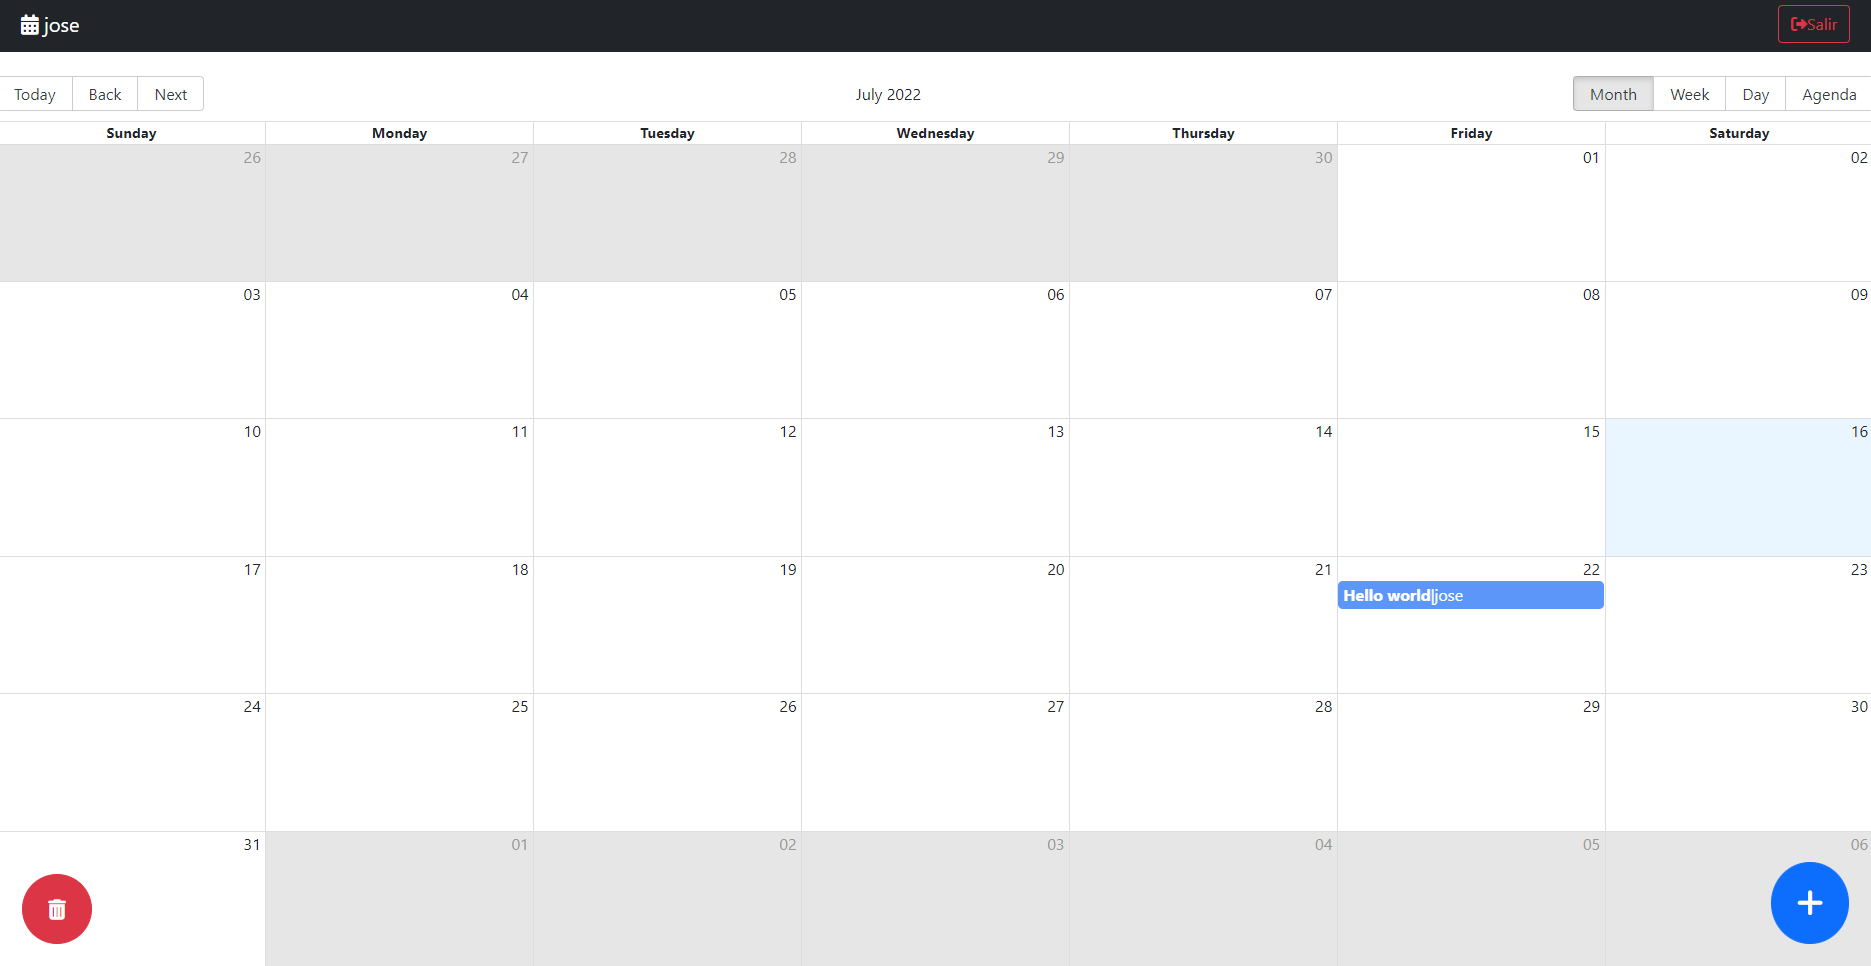 jose Salir
Today Back Next July 2022 Month Week Day Agenda
Sunday Monday Tuesday Wednesday Thursday Friday Saturday
26 27 28 29 30 01 02
03 04 05 06 07 08 09
10 11 12 13 14 15 16
17 18 19 20 21 22 23
Hello world|jose
24 25 26 27 28 29 30
31 01 02 03 04 05 06